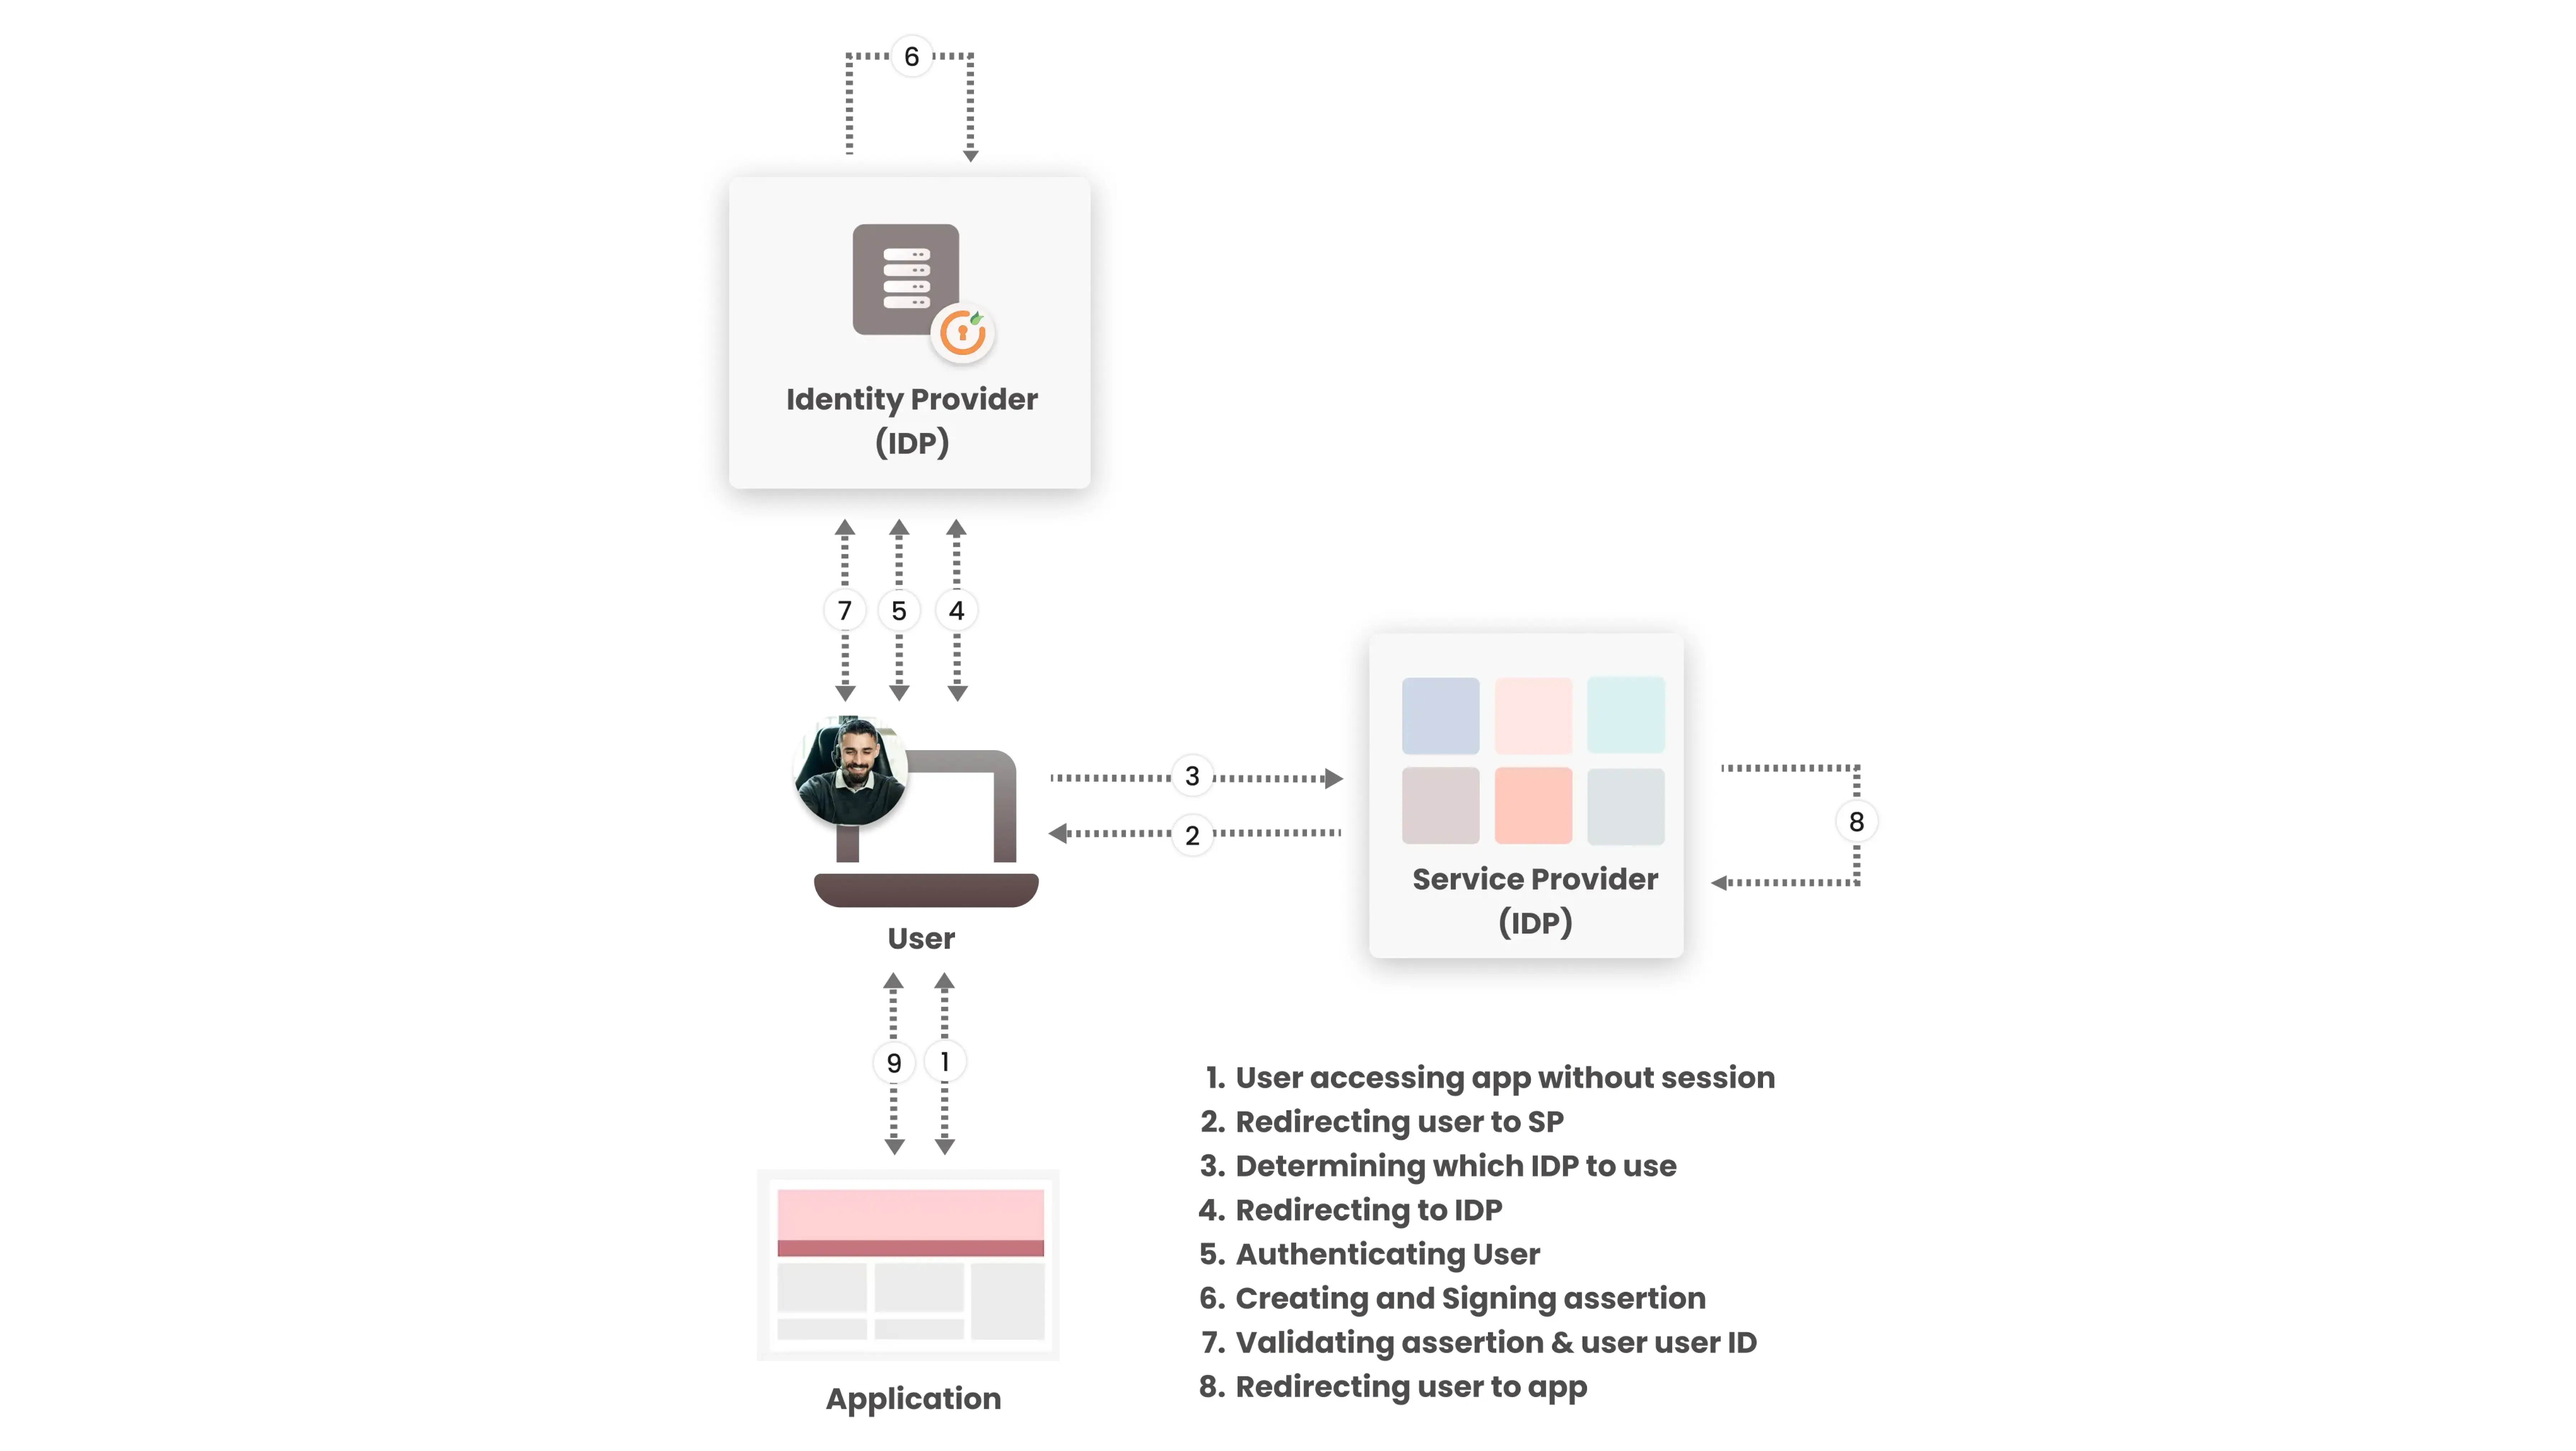 6
Identity Provider
(IDP)
7 5 4
3
2
8
Service Provider
(IDP)
User
9 1
Application
1. User accessing app without session
2. Redirecting user to SP
3. Determining which IDP to use
4. Redirecting to IDP
5. Authenticating User
6. Creating and Signing assertion
7. Validating assertion & user user ID
8. Redirecting user to app